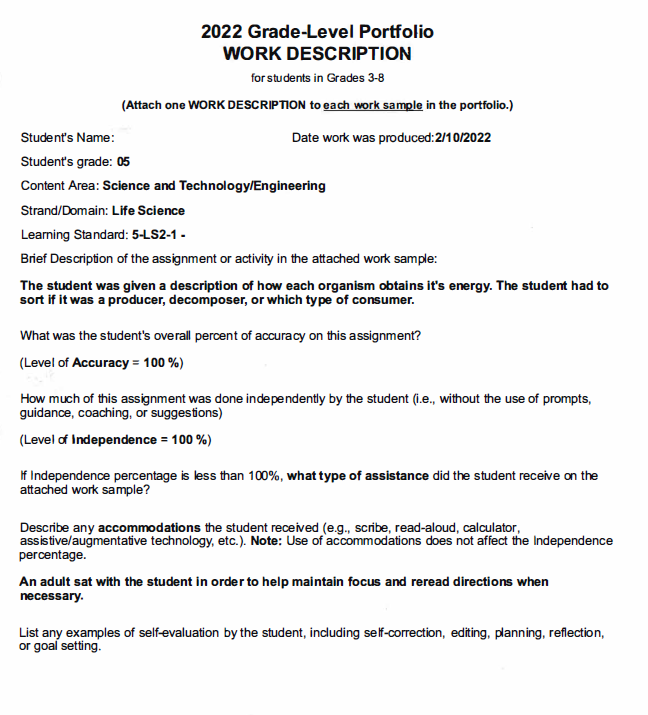 2022 Grade-Level Portfolio
WORK DESCRIPTION
for students in Grades 3-8
(Attach one WORK DESCRIPTION to each work sample in the portfolio.)
Student's Name: Date work was produced:2/10/2022
Student's grade: 05
Content Area: Science and Technology/Engineering
Strand/Domain: Life Science
Learning Standard: 5-LS2-1 -
Brief Description of the assignment or activity in the attached work sample:
The student was given a description of how each organism obtains it's energy. The student had to
sort if it was a producer, decomposer, or which type of consumer.
What was the student's overall percent of accuracy on this assignment?
(Level of Accuracy = 100 %)
How much of this assignment was done independently by the student (i.e., without the use of prompts,
guidance, coaching, or suggestions)
(Level of Independence = 100 %)
If Independence percentage is less than 100%, what type of assistance did the student receive on the
attached work sample?
Describe any accommodations the student received (e.g., scribe, read-aloud, calculator,
assistive/augmentative technology, etc.). Note: Use of accommodations does not affect the Independence
percentage.
An adult sat with the student in order to help maintain focus and reread directions when
necessary.
List any examples of self-evaluation by the student, including self-correction, editing, planning, reflection,
or goal setting.